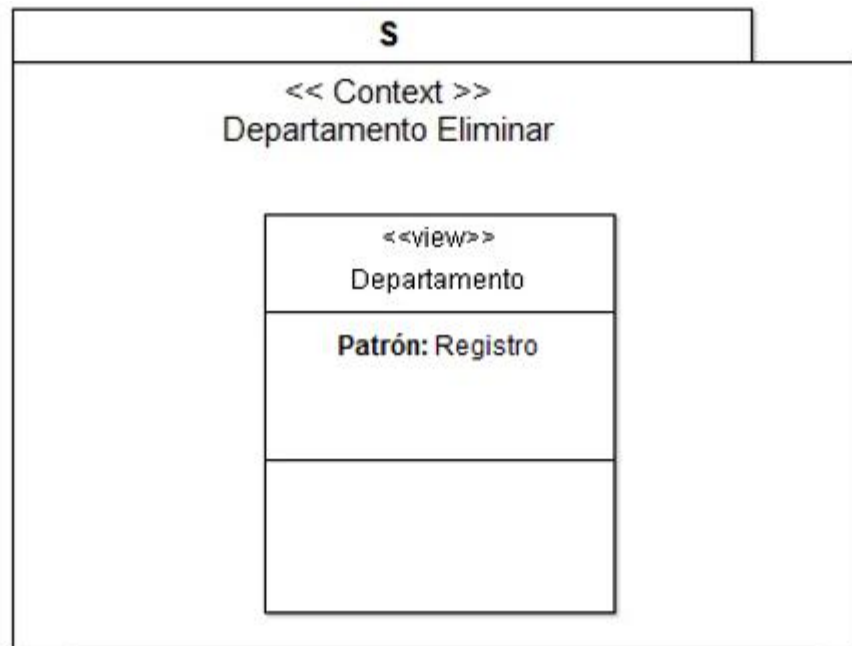 S
<< Context >>
Departamento Eliminar
<<view>>
Departamento
Patrón: Registro